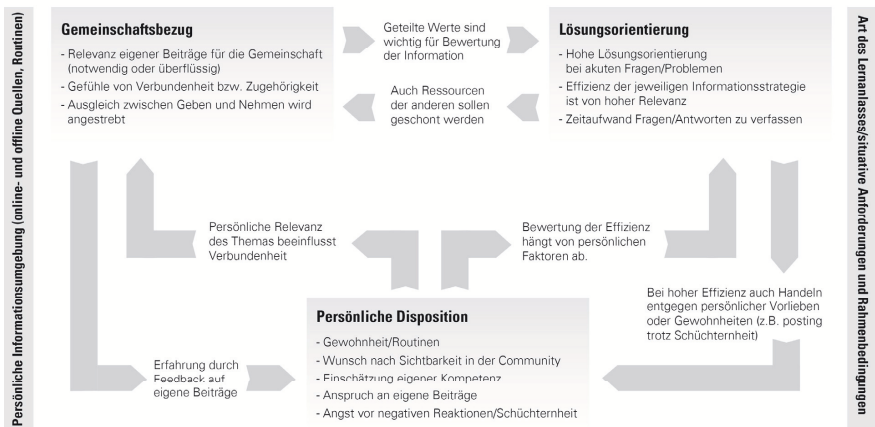 Persönliche Informationsumgebung (online- und offline Quellen, Routinen)
Gemeinschaftsbezug
- Relevanz eigener Beiträge für die Gemeinschaft
(notwendig oder überflüssig)
- Gefühle von Verbundenheit bzw. Zugehörigkeit
- Ausgleich zwischen Geben und Nehmen wird
angestrebt
Geteilte Werte sind
wichtig für Bewertung
der Information
Auch Ressourcen
der anderen sollen
geschont werden
Lösungsorientierung
- Hohe Lösungsorientierung
bei akuten Fragen/Problemen
- Effizienz der jeweiligen Informationsstrategie
ist von hoher Relevanz
- Zeitaufwand Fragen/Antworten zu verfassen
Persönliche Relevanz
des Themas beeinflusst
Verbundenheit
Bewertung der Effizienz
hängt von persönlichen
Faktoren ab.
Bei hoher Effizienz auch Handeln
entgegen persönlicher Vorlieben
oder Gewohnheiten (z.B. posting
trotz Schüchternheit)
Persönliche Disposition
- Gewohnheit/Routinen
- Wunsch nach Sichtbarkeit in der Community
- Einschätzung eigener Kompetenz
- Anspruch an eigene Beiträge
- Angst vor negativen Reaktionen/Schüchternheit
Erfahrung durch
Feedback auf
eigene Beiträge
Art des Lernanlasses/situative Anforderungen und Rahmenbedingungen